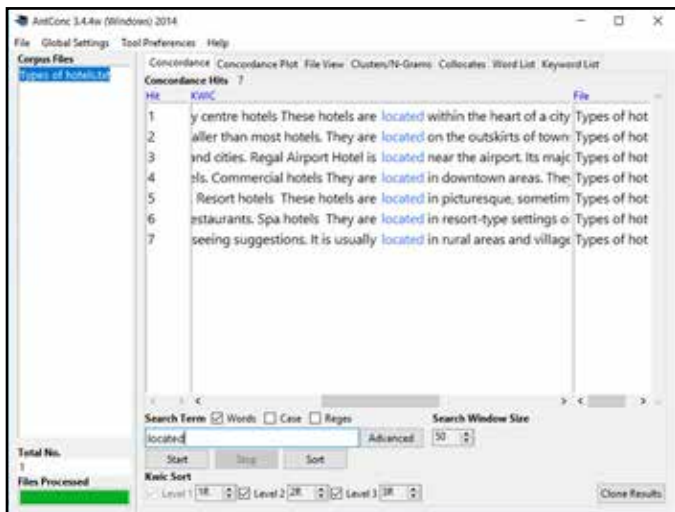 AntConc 3.4.4w (Windows) 2014
File Global Settings Tool Preferences Help
Corpus Files
Types of hotels.txt
Concordance Concordance Plot File View Clusters/N-Grams Collocates Word List Keyword List
Concordance Hits 7
Hit KWIC File
1 y centre hotels These hotels are located within the heart of a city Types of hot
2 aller than most hotels. They are located on the outskirts of town Types of hot
3 and cities. Regal Airport Hotel is located near the airport. Its majo Types of hot
4 els. Commercial hotels They are located in downtown areas. They Types of hot
5 . Resort hotels These hotels are located in picturesque, sometim Types of hot
6 estaurants. Spa hotels They are located in resort-type settings o Types of hot
7 seeing suggestions. It is usually located in rural areas and village Types of hot
Search Term Words Case Regex Search Window Size
located Advanced 50
Start Stop Sort
Total No.
1
Files Processed
Kwic Sort
Level 1 1R Level 2 2R Level 3 3R Clone Results